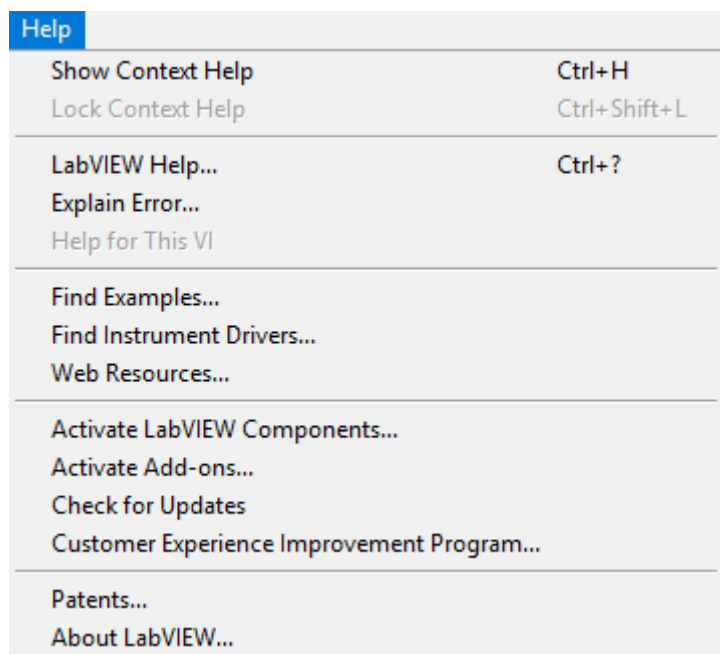 Help
Show Context Help Ctrl+H
Lock Context Help Ctrl+Shift+L
LabVIEW Help... Ctrl+?
Explain Error...
Help for This VI
Find Examples...
Find Instrument Drivers...
Web Resources...
Activate LabVIEW Components...
Activate Add-ons...
Check for Updates
Customer Experience Improvement Program...
Patents...
About LabVIEW...